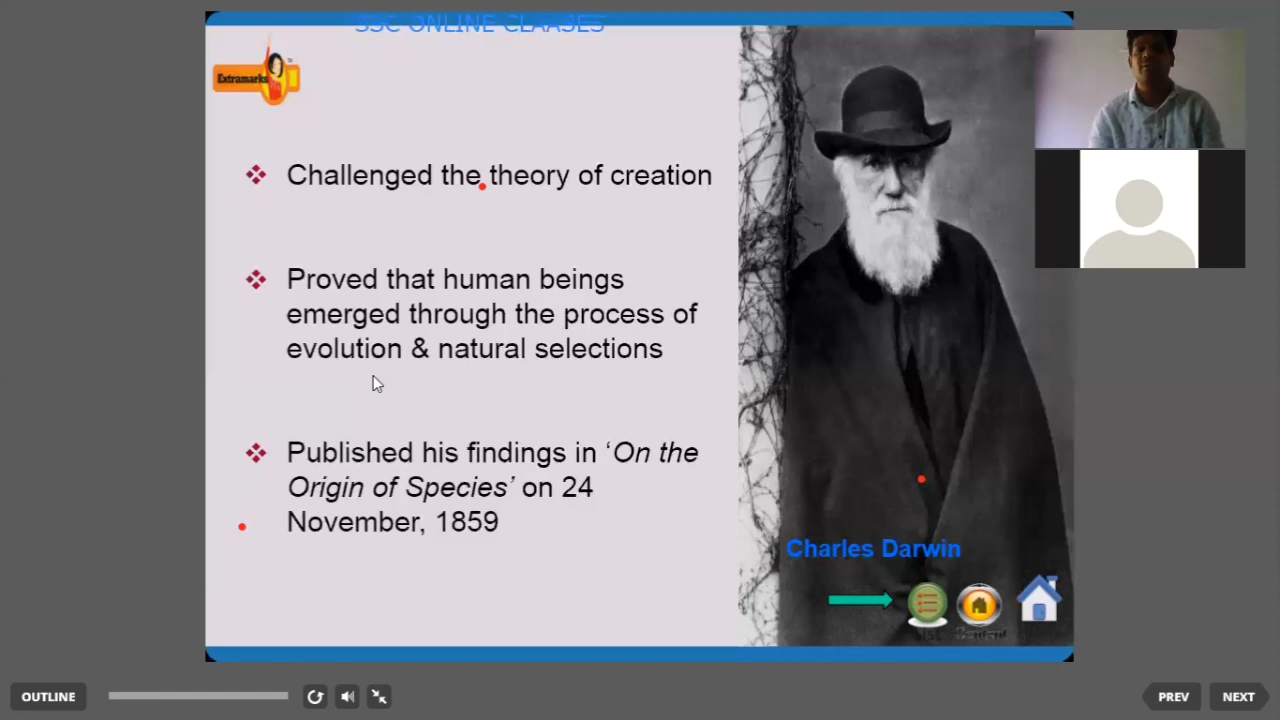 SSC ONLINE CLAASES
Extramarks
Challenged the theory of creation
Proved that human beings
emerged through the process of
evolution & natural selections
Published his findings in ‘On the
Origin of Species’ on 24
November, 1859
Charles Darwin
Content
OUTLINE
PREV
NEXT